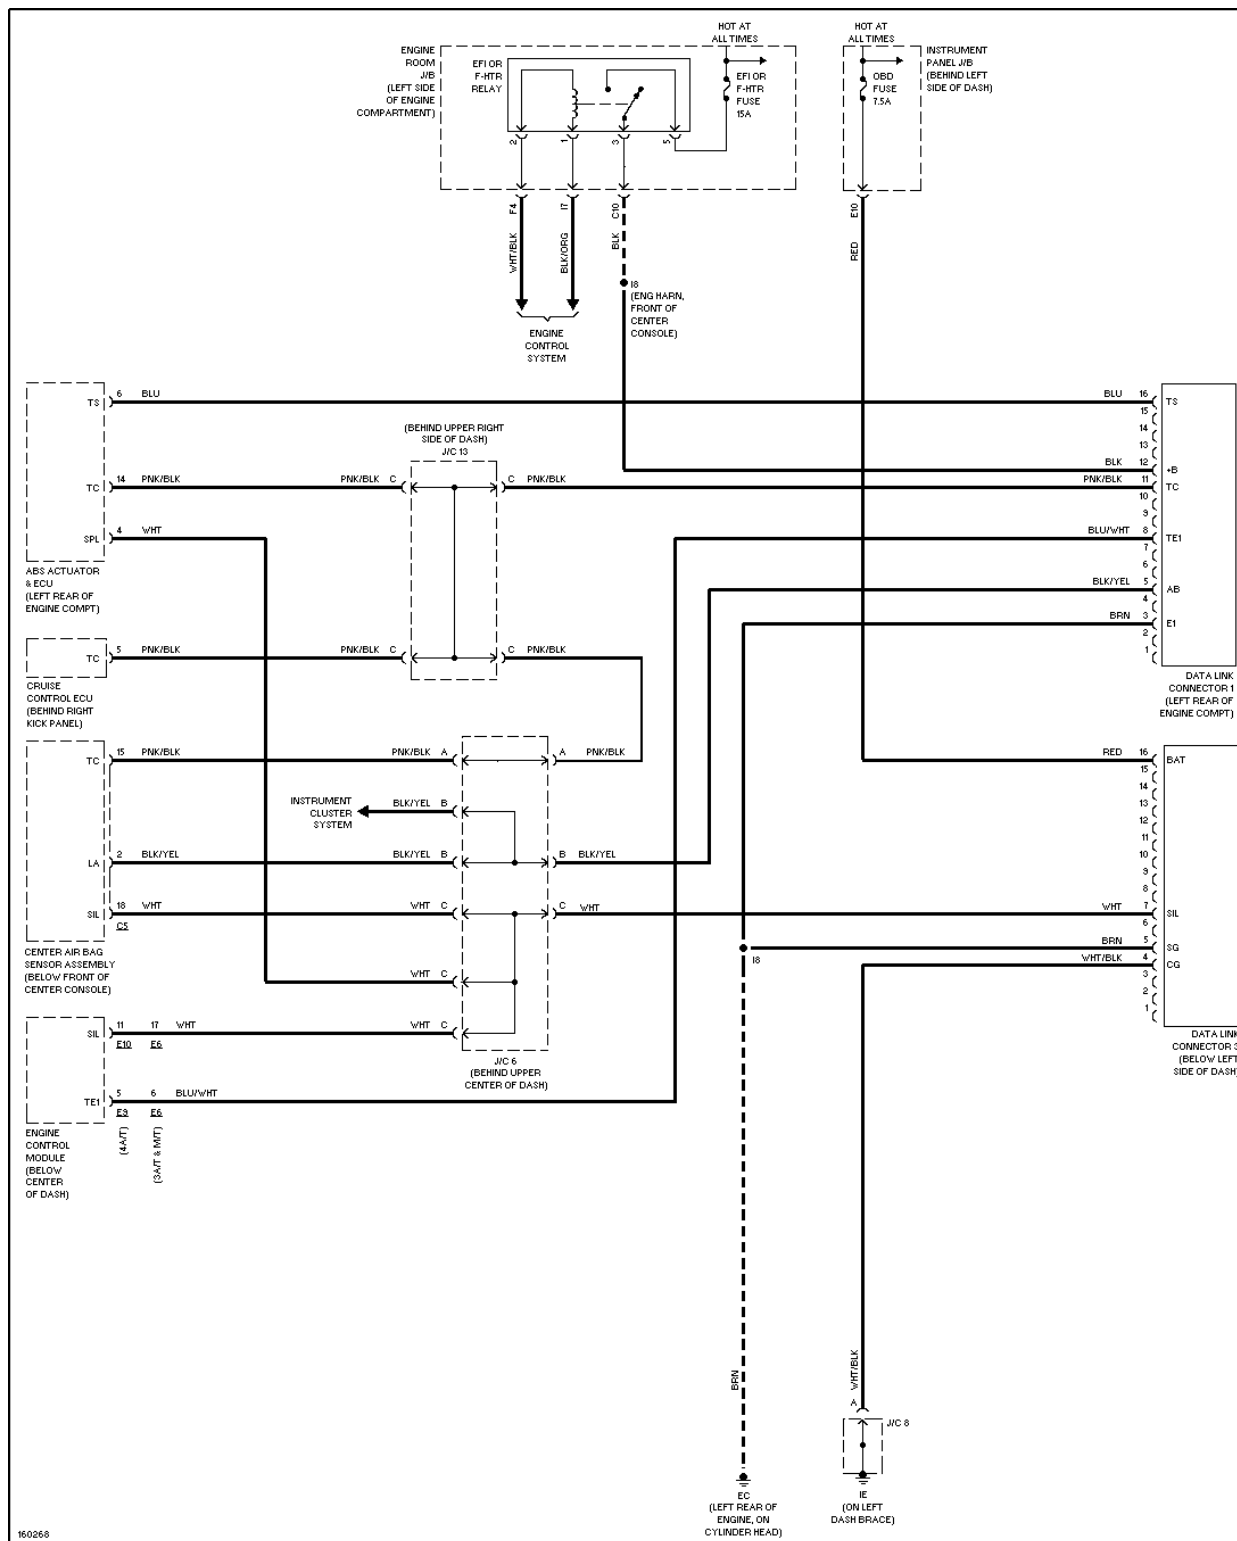 HOT AT
ALL TIMES
HOT AT
ALL TIMES
ENGINE
ROOM
J/B
(LEFT SIDE
OF ENGINE
COMPARTMENT)
EFI OR
F-HTR
RELAY
EFI OR
F-HTR
FUSE
15A
OBD
FUSE
7.5A
INSTRUMENT
PANEL J/B
(BEHIND LEFT
SIDE OF DASH)
2 1 3 5
F4 I7 C10 E10
WHT/BLK BLK/ORG BLK RED
I8
(ENG HARN,
FRONT OF
CENTER
CONSOLE)
ENGINE
CONTROL
SYSTEM
TS 6 BLU
TC 14 PNK/BLK
SPL 4 WHT
ABS ACTUATOR
& ECU
(LEFT REAR OF
ENGINE COMPT)
(BEHIND UPPER RIGHT
SIDE OF DASH)
J/C 13
PNK/BLK C C PNK/BLK
PNK/BLK C C PNK/BLK
TC 5 PNK/BLK
CRUISE
CONTROL ECU
(BEHIND RIGHT
KICK PANEL)
TC 15 PNK/BLK
LA 2 BLK/YEL
SIL 18 WHT
C5
CENTER AIR BAG
SENSOR ASSEMBLY
(BELOW FRONT OF
CENTER CONSOLE)
INSTRUMENT
CLUSTER
SYSTEM
PNK/BLK A A PNK/BLK
BLK/YEL B
BLK/YEL B B BLK/YEL
WHT C C WHT
WHT C
WHT C
J/C 6
(BEHIND UPPER
CENTER OF DASH)
SIL 11 17 WHT
E10 E6
TE1 5 6 BLU/WHT
E9 E6
(4A/T) (3A/T & M/T)
ENGINE
CONTROL
MODULE
(BELOW
CENTER
OF DASH)
BLU 16 TS
15
14
13
BLK 12 +B
PNK/BLK 11 TC
10
9
BLU/WHT 8 TE1
7
6
BLK/YEL 5 AB
4
BRN 3 E1
2
1
DATA LINK
CONNECTOR 1
(LEFT REAR OF
ENGINE COMPT)
RED 16 BAT
15
14
13
12
11
10
9
8
WHT 7 SIL
6
BRN 5 SG
WHT/BLK 4 CG
3
2
1
DATA LINK
CONNECTOR 3
(BELOW LEFT
SIDE OF DASH)
I8
BRN
WHT/BLK
A
J/C 8
EC
(LEFT REAR OF
ENGINE, ON
CYLINDER HEAD)
IE
(ON LEFT
DASH BRACE)
160268